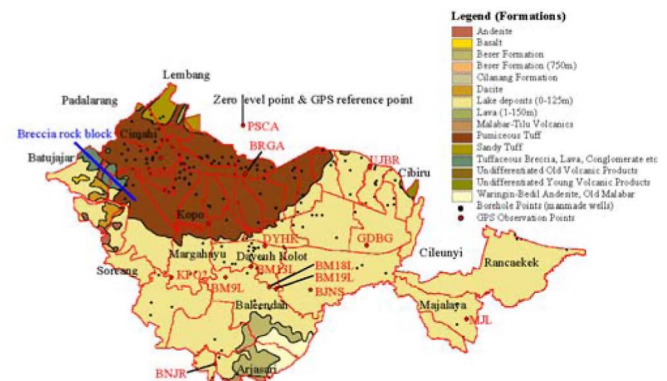 Legend (Formations)
Andenite
Basalt
Beser Formation
Beser Formation (750m)
Cilanang Formation
Dacite
Lake deposits (0-125m)
Lava (1-150m)
Malabar-Tilu Volcanics
Pumiceous Tuff
Sandy Tuff
Tuffaceous Breccia, Lava, Conglomerate etc
Undifferentiated Old Volcanic Products
Undifferentiated Young Volcanic Products
Waringin-Bedil Andenite, Old Malabar
Borehole Points (manmade wells)
GPS Observation Points
Lembang
Padalarang
Zero level point & GPS reference point
PSCA
Breccia rock block
Cimahi
BRGA
Batujajar
UJBR
Cibiru
Kopo
DYHK
GDBG
Margahayu
Dayeuh Kolot
Cileunyi
Soreang
KPO2
BM13I
BM18L
BM19L
Rancaekek
BM9L
BJNS
Baleendah
Majalaya
MJL
BNJR
Arjasari